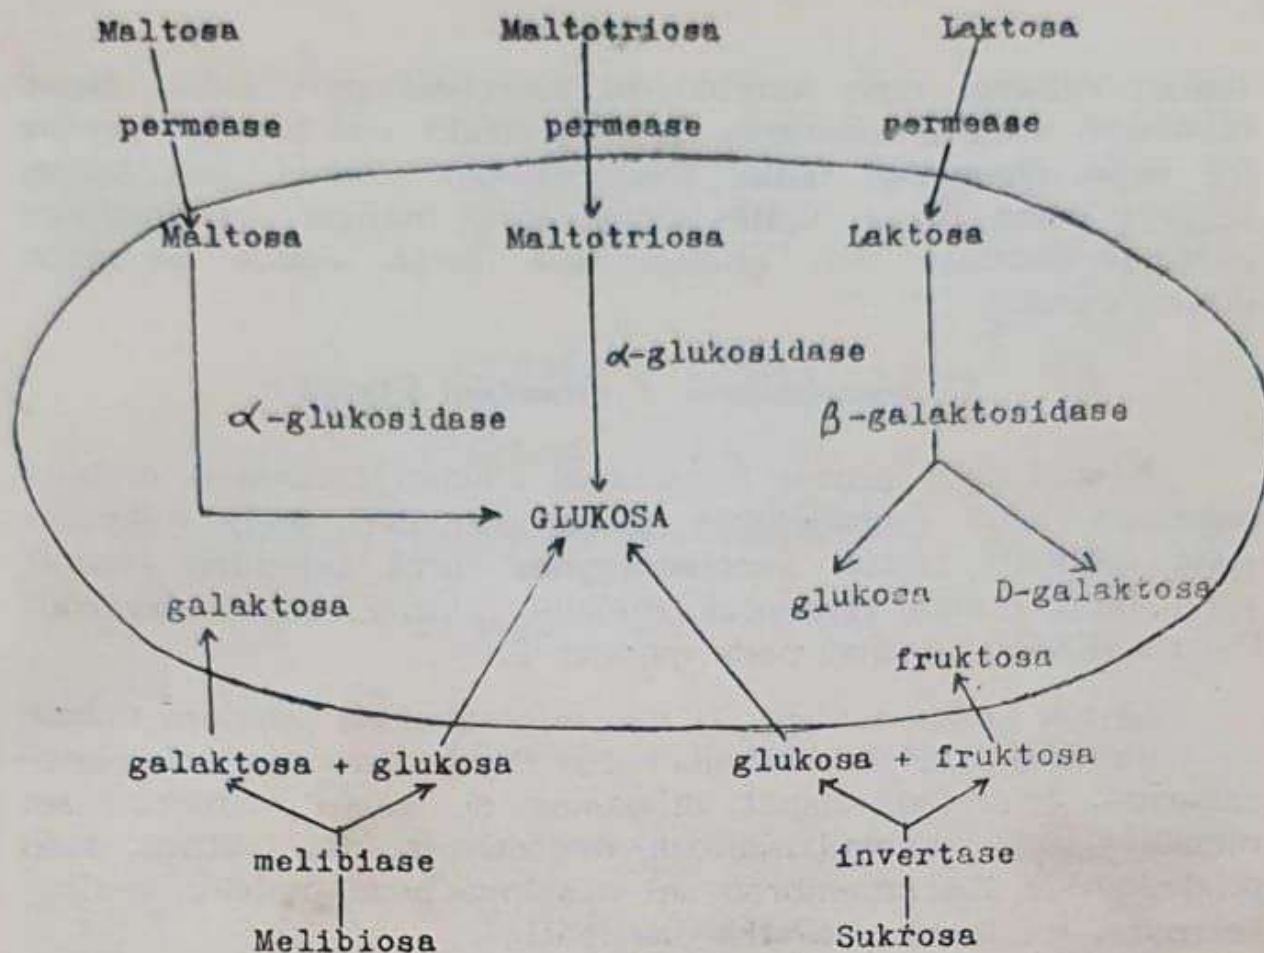 Maltosa Maltotriosa Laktosa
permease permease permease
Maltosa Maltotriosa Laktosa
α-glukosidase
α-glukosidase β-galaktosidase
GLUKOSA
galaktosa glukosa D-galaktosa
fruktosa
galaktosa + glukosa glukosa + fruktosa
melibiase invertase
Melibiosa Sukrosa